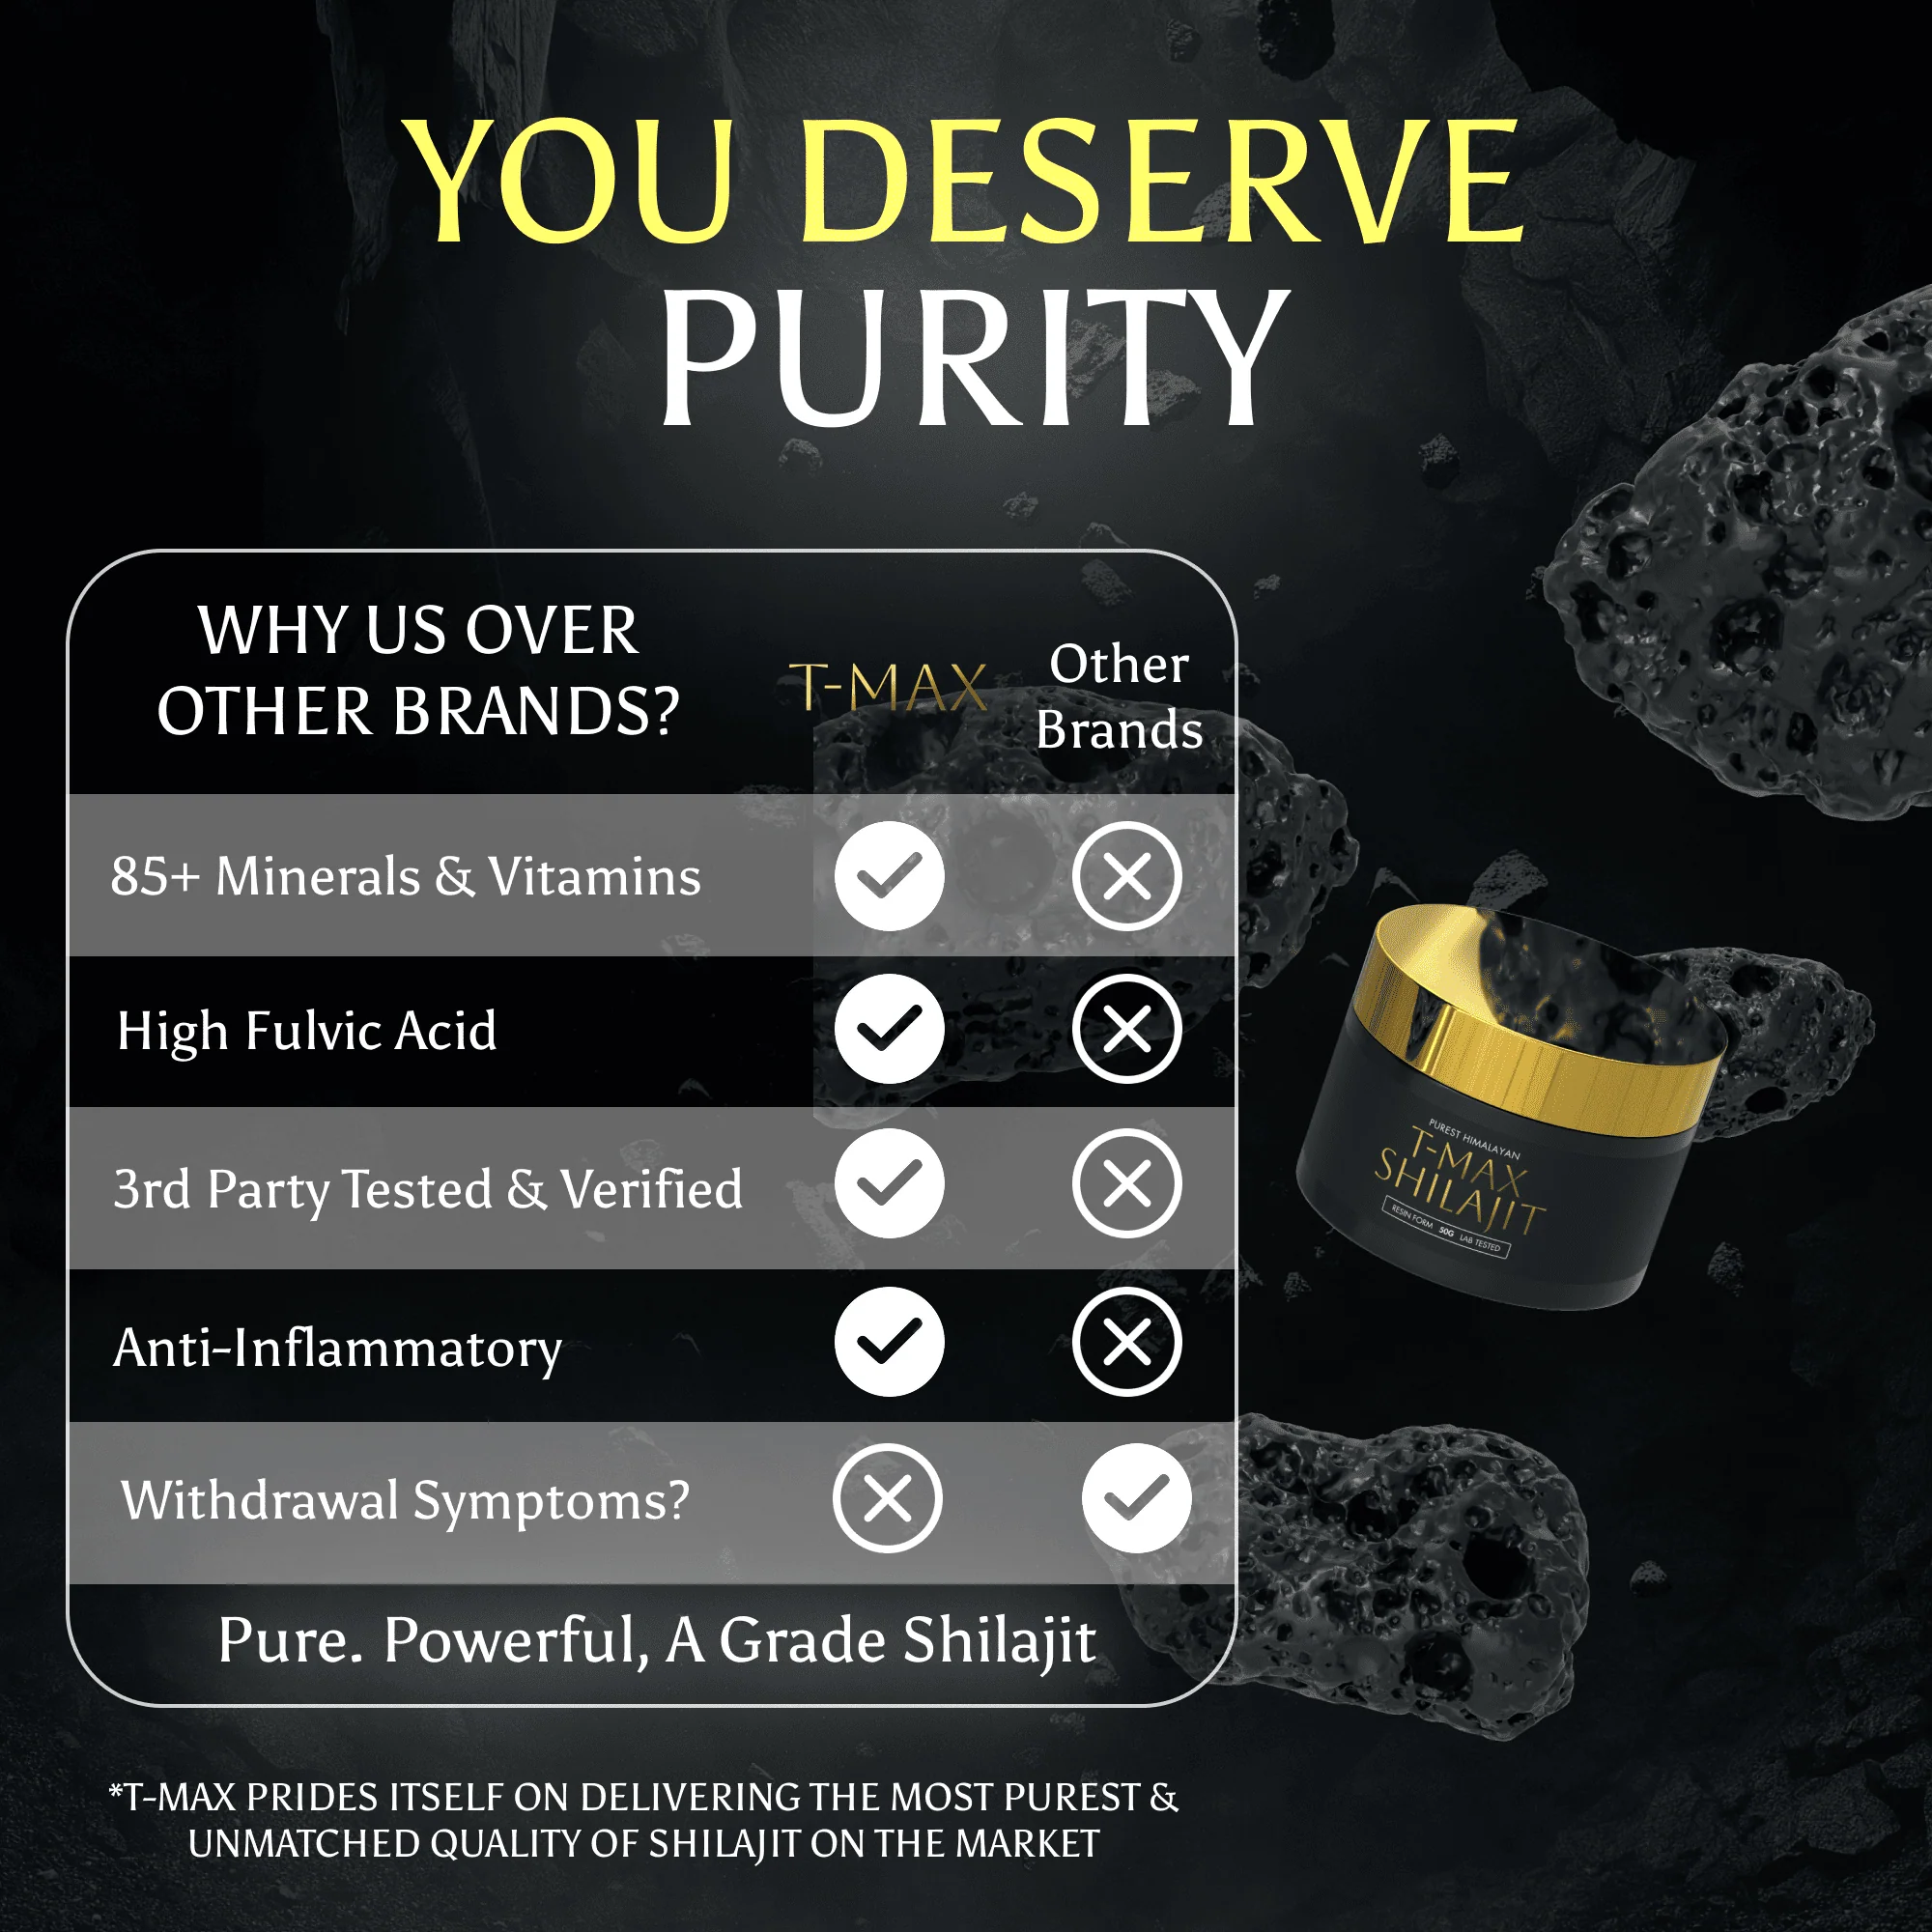 YOU DESERVE
PURITY
WHY US OVER
OTHER BRANDS?
T-MAX
Other
Brands
85+ Minerals & Vitamins
High Fulvic Acid
3rd Party Tested & Verified
Anti-Inflammatory
Withdrawal Symptoms?
Pure. Powerful, A Grade Shilajit
PUREST HIMALAYAN
T-MAX
SHILAJIT
RESIN FORM 50G LAB TESTED
*T-MAX PRIDES ITSELF ON DELIVERING THE MOST PUREST &
UNMATCHED QUALITY OF SHILAJIT ON THE MARKET